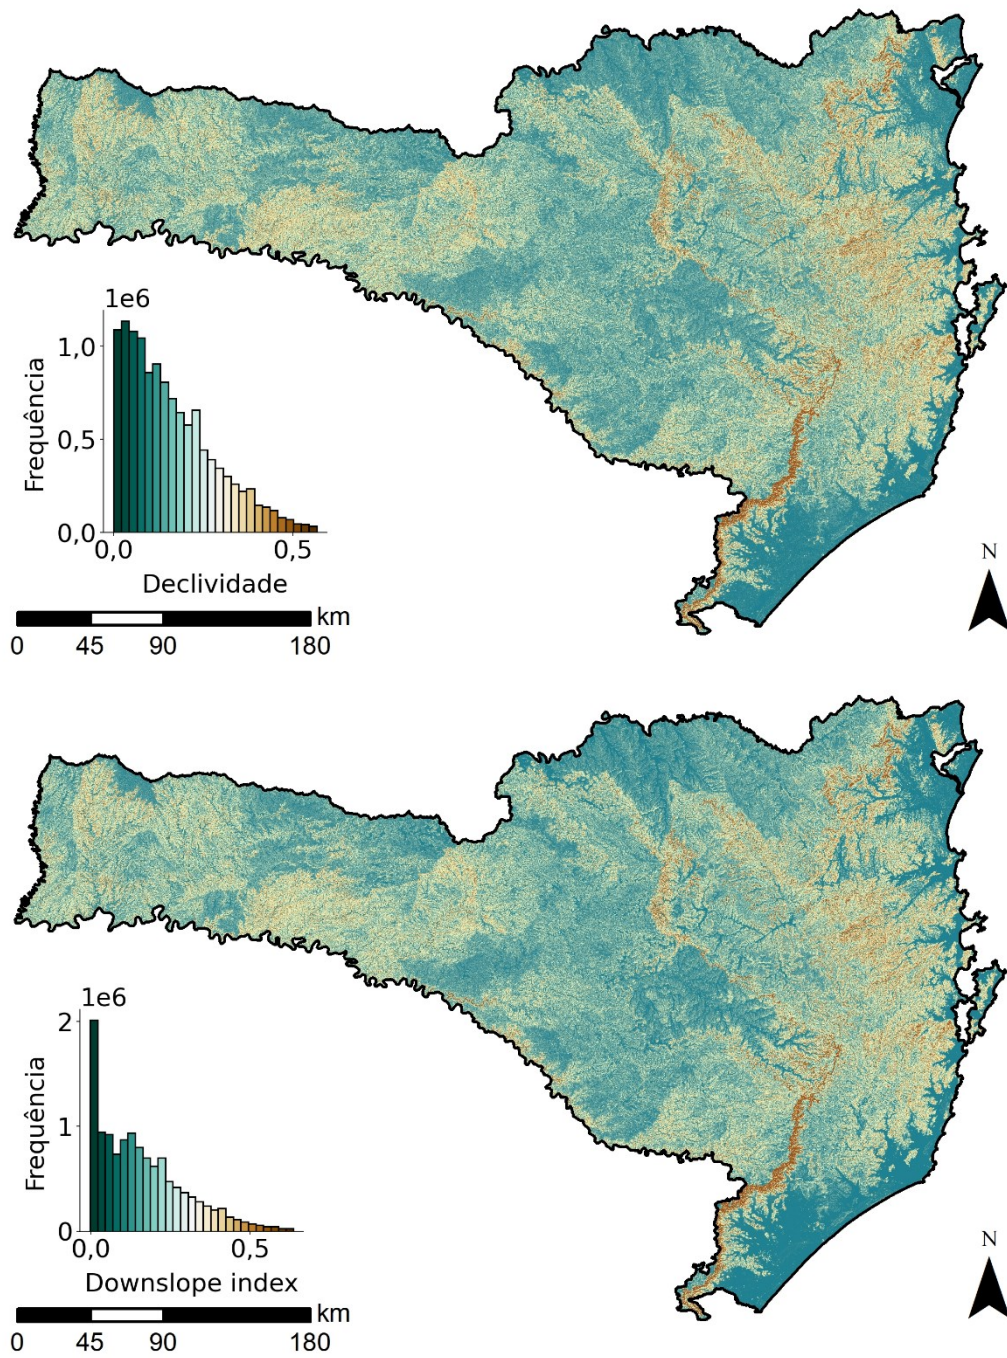 1e6
1,0
0,5
0,0
Frequência
0,0 0,5
Declividade
km
0 45 90 180
N
1e6
2
1
0
Frequência
0,0 0,5
Downslope index
km
0 45 90 180
N